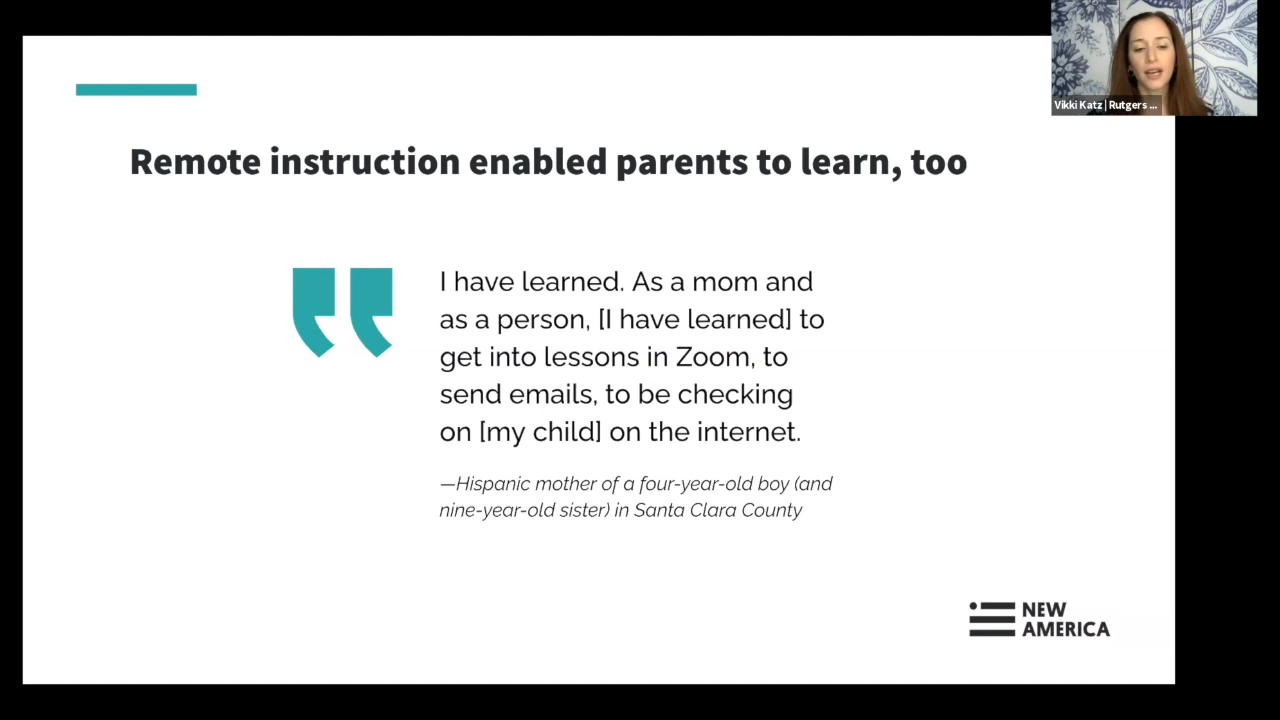 Vikki Katz | Rutgers ...
Remote instruction enabled parents to learn, too
I have learned. As a mom and
as a person, [I have learned] to
get into lessons in Zoom, to
send emails, to be checking
on [my child] on the internet.
—Hispanic mother of a four-year-old boy (and
nine-year-old sister) in Santa Clara County
NEW
AMERICA